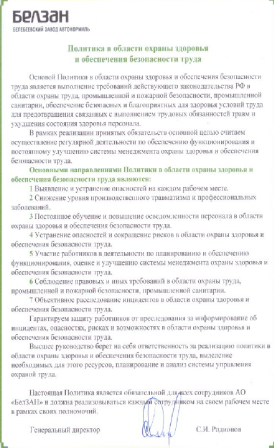 БЕЛЗАН
БЕЛЕБЕЕВСКИЙ ЗАВОД АВТОНОРМАЛЬ
Политика в области охраны здоровья
и обеспечения безопасности труда
Основой Политики в области охраны здоровья и обеспечения безопасности
труда является выполнение требований действующего законодательства РФ в
области охраны труда, промышленной и пожарной безопасности, промышленной
санитарии, обеспечение безопасных и благоприятных для здоровья условий труда
для предотвращения связанных с выполнением трудовых обязанностей травм и
ухудшения состояния здоровья персонала.
В рамках реализации принятых обязательств основной целью считаем
осуществление регулярной деятельности по обеспечению функционирования и
постоянному улучшению системы менеджмента охраны здоровья и обеспечения
безопасности труда.
Основными направлениями Политики в области охраны здоровья и
обеспечения безопасности труда являются:
1 Выявление и устранение опасностей на каждом рабочем месте.
2 Снижение уровня производственного травматизма и профессиональных
заболеваний.
3 Постоянное обучение и повышение осведомленности персонала в области
охраны здоровья и обеспечения безопасности труда.
4 Устранение опасностей и сокращение рисков в области охраны здоровья и
обеспечения безопасности труда.
5 Участие работников в деятельности по планированию и обеспечению
функционирования, оценке и улучшению системы менеджмента охраны здоровья и
обеспечения безопасности труда.
6 Соблюдение правовых и иных требований в области охраны труда,
промышленной и пожарной безопасности, промышленной санитарии.
7 Объективное расследование инцидентов в области охраны здоровья и
обеспечения безопасности труда.
Гарантируем защиту работников от преследования за информирование об
инцидентах, опасностях, рисках и возможностях в области охраны здоровья и
обеспечения безопасности труда.
Высшее руководство берет на себя ответственность за реализацию политики в
области охраны здоровья и обеспечения безопасности труда, выделение
необходимых для этого ресурсов, планирование и анализ системы управления
охраной труда.
Настоящая Политика является обязательной для всех сотрудников АО
«БелЗАН» и должна реализовываться каждым сотрудником на своем рабочем месте
в рамках своих полномочий.
Генеральный директор С.И. Радионов